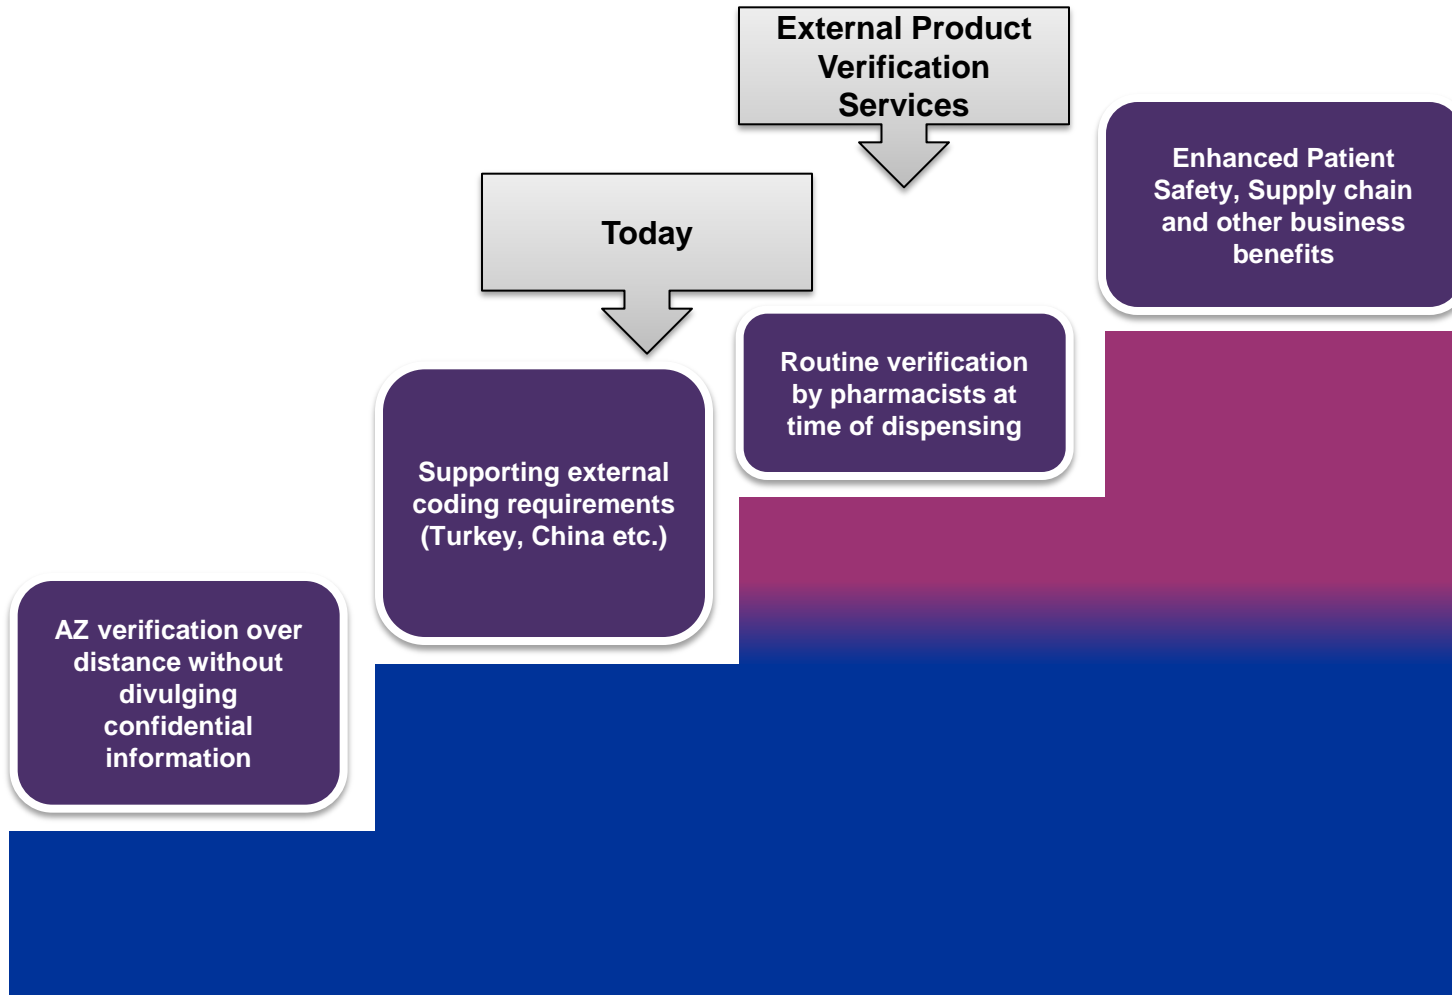 External Product
Verification
Services
Today
Enhanced Patient
Safety, Supply chain
and other business
benefits
Routine verification
by pharmacists at
time of dispensing
Supporting external
coding requirements
(Turkey, China etc.)
AZ verification over
distance without
divulging
confidential
information